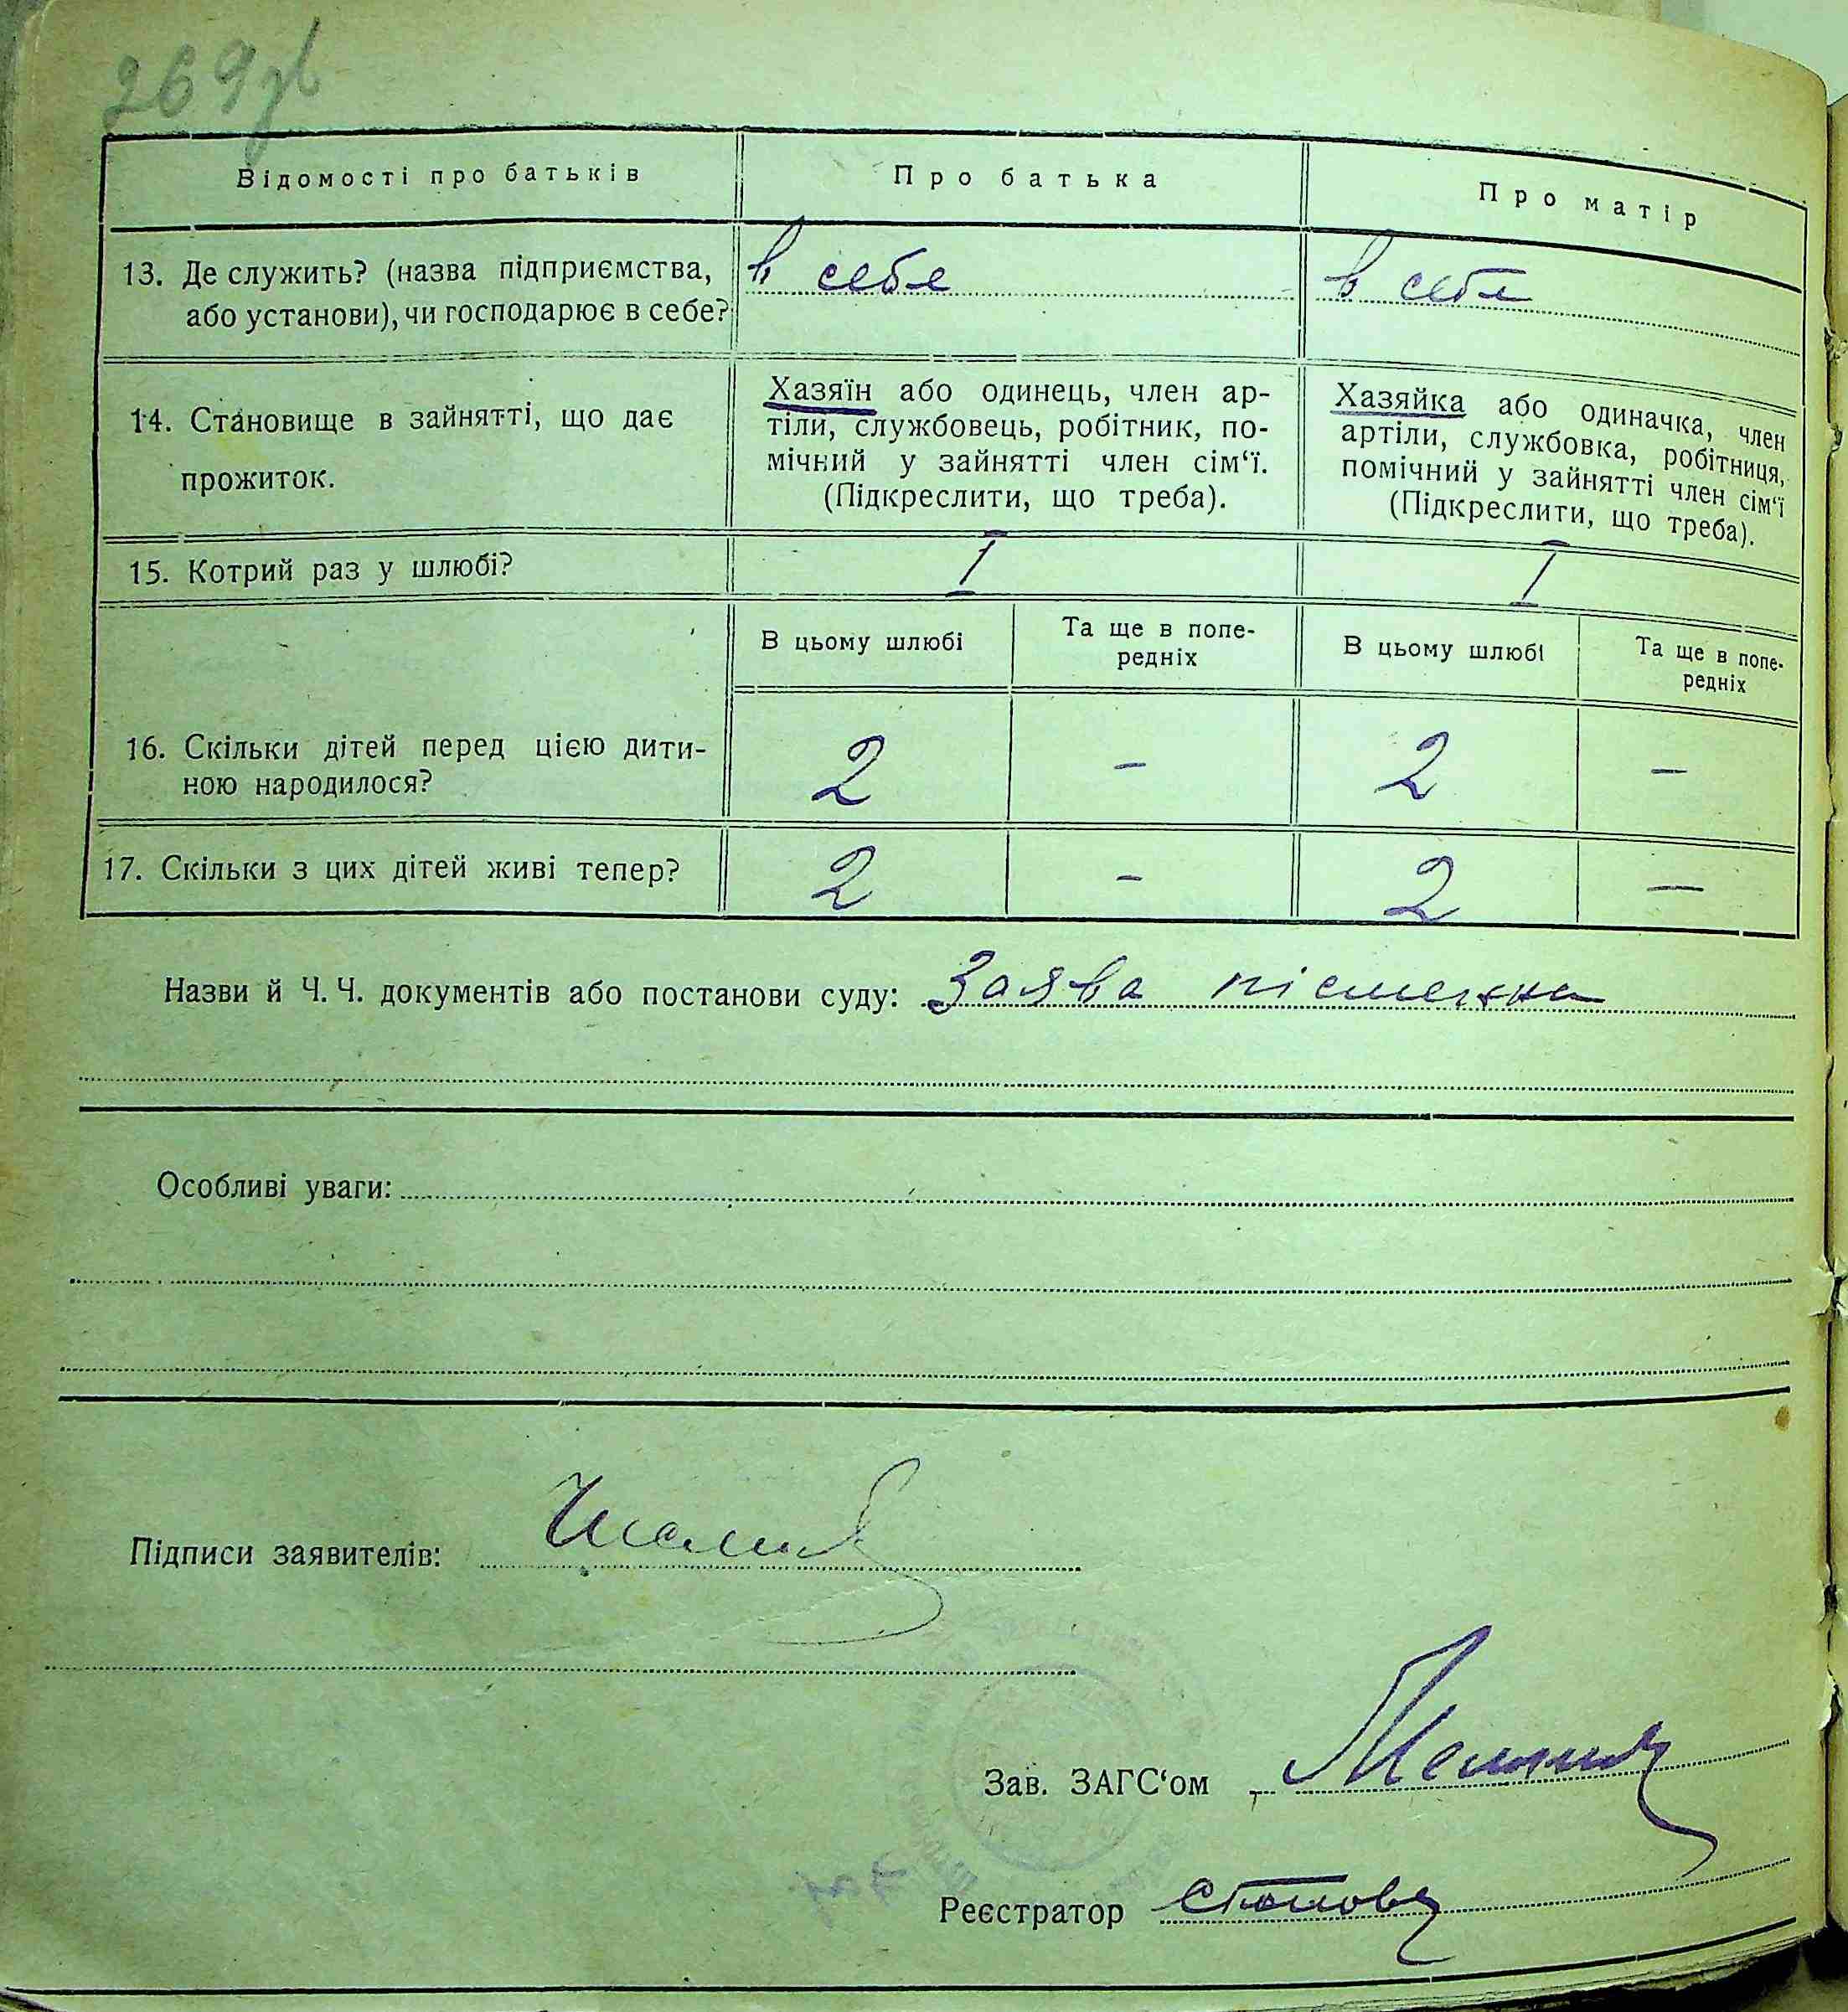 269зв
Відомості про батьків
Про батька
Про матір
13. Де служить? (назва підприємства,
або установи), чи господарює в себе?
в себе
в себе
14. Становище в зайнятті, що дає
прожиток.
Хазяїн або одинець, член ар-
тіли, службовець, робітник, по-
мічний у зайнятті член сім‘ї.
(Підкреслити, що треба).
Хазяйка або одиначка, член
артіли, службовка, робітниця,
помічний у зайнятті член сім‘ї
(Підкреслити, що треба).
15. Котрий раз у шлюбі?
I
I
В цьому шлюбі
Та ще в попе-
редніх
В цьому шлюбі
Та ще в попе-
редніх
16. Скільки дітей перед цією дити-
ною народилося?
2
-
2
-
17. Скільки з цих дітей живі тепер?
2
-
2
-
Назви й Ч. Ч. документів або постанови суду: Заява пісменна
Особливі уваги:
Підписи заявителів:
Зав. ЗАГС‘ом
Реєстратор